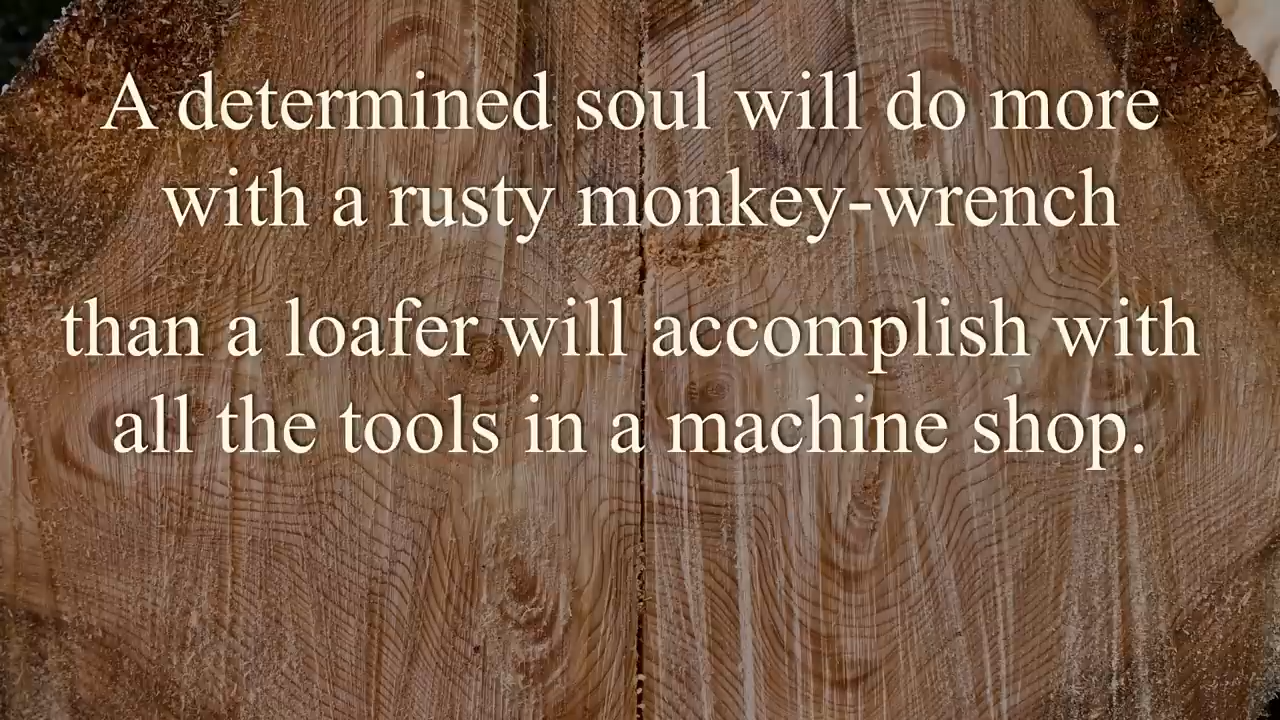 A determined soul will do more
with a rusty monkey-wrench
than a loafer will accomplish with
all the tools in a machine shop.